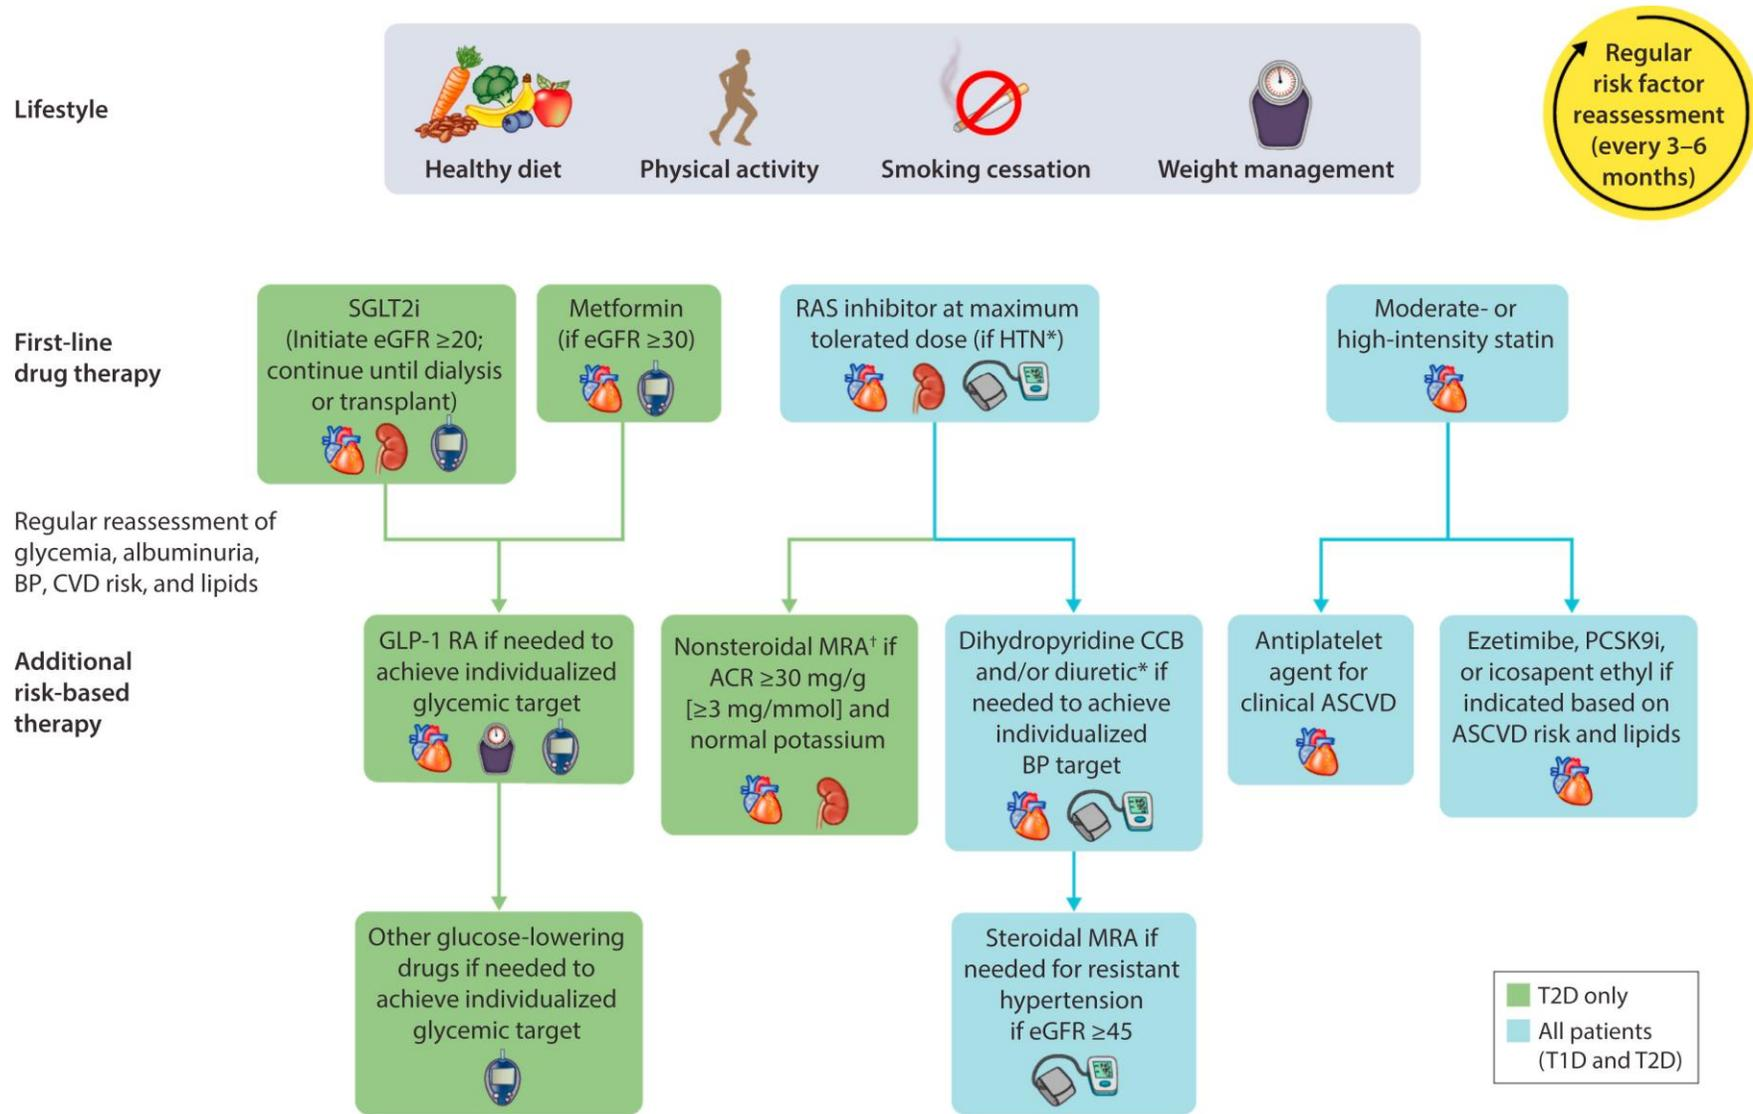 Lifestyle
Healthy diet
Physical activity
Smoking cessation
Weight management
Regular
risk factor
reassessment
(every 3–6
months)
First-line
drug therapy
SGLT2i
(Initiate eGFR ≥20;
continue until dialysis
or transplant)
Metformin
(if eGFR ≥30)
RAS inhibitor at maximum
tolerated dose (if HTN*)
Moderate- or
high-intensity statin
Regular reassessment of
glycemia, albuminuria,
BP, CVD risk, and lipids
Additional
risk-based
therapy
GLP-1 RA if needed to
achieve individualized
glycemic target
Nonsteroidal MRA† if
ACR ≥30 mg/g
[≥3 mg/mmol] and
normal potassium
Dihydropyridine CCB
and/or diuretic* if
needed to achieve
individualized
BP target
Antiplatelet
agent for
clinical ASCVD
Ezetimibe, PCSK9i,
or icosapent ethyl if
indicated based on
ASCVD risk and lipids
Other glucose-lowering
drugs if needed to
achieve individualized
glycemic target
Steroidal MRA if
needed for resistant
hypertension
if eGFR ≥45
T2D only
All patients
(T1D and T2D)